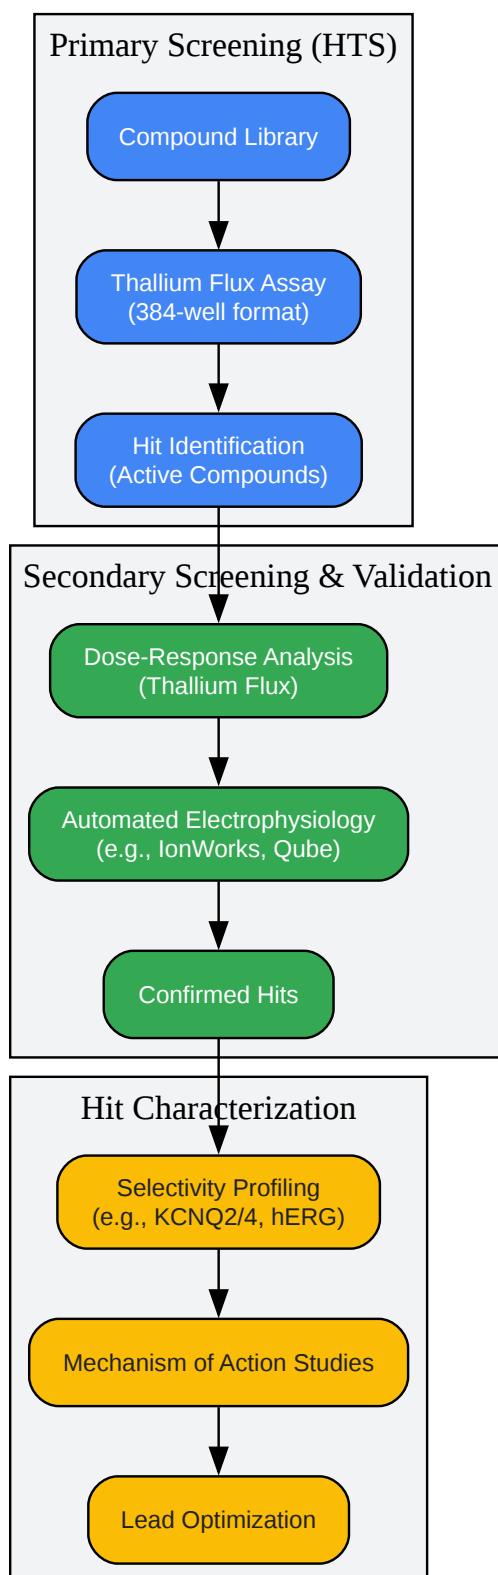 Primary Screening (HTS)
Compound Library
Thallium Flux Assay
(384-well format)
Hit Identification
(Active Compounds)
Secondary Screening & Validation
Dose-Response Analysis
(Thallium Flux)
Automated Electrophysiology
(e.g., IonWorks, Qube)
Confirmed Hits
Hit Characterization
Selectivity Profiling
(e.g., KCNQ2/4, hERG)
Mechanism of Action Studies
Lead Optimization